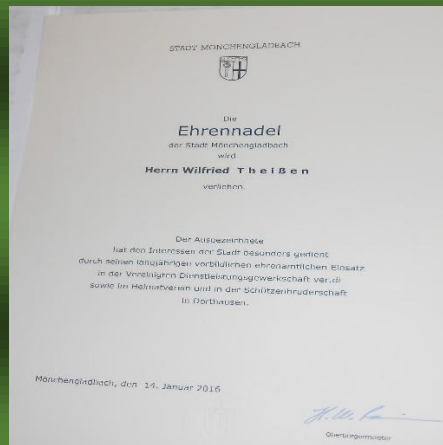 STADT MÖNCHENGLADBACH
Die
Ehrennadel
der Stadt Mönchengladbach
wird
Herrn Wilfried Theißen
verliehen.
Der Ausgezeichnete
hat den Interessen der Stadt besonders gedient
durch seinen langjährigen vorbildlichen ehrenamtlichen Einsatz
in der Vereinigten Dienstleistungsgewerkschaft ver.di
sowie im Heimatverein und in der Schützenbruderschaft
in Dorthausen.
Mönchengladbach, den 14. Januar 2016
Oberbürgermeister